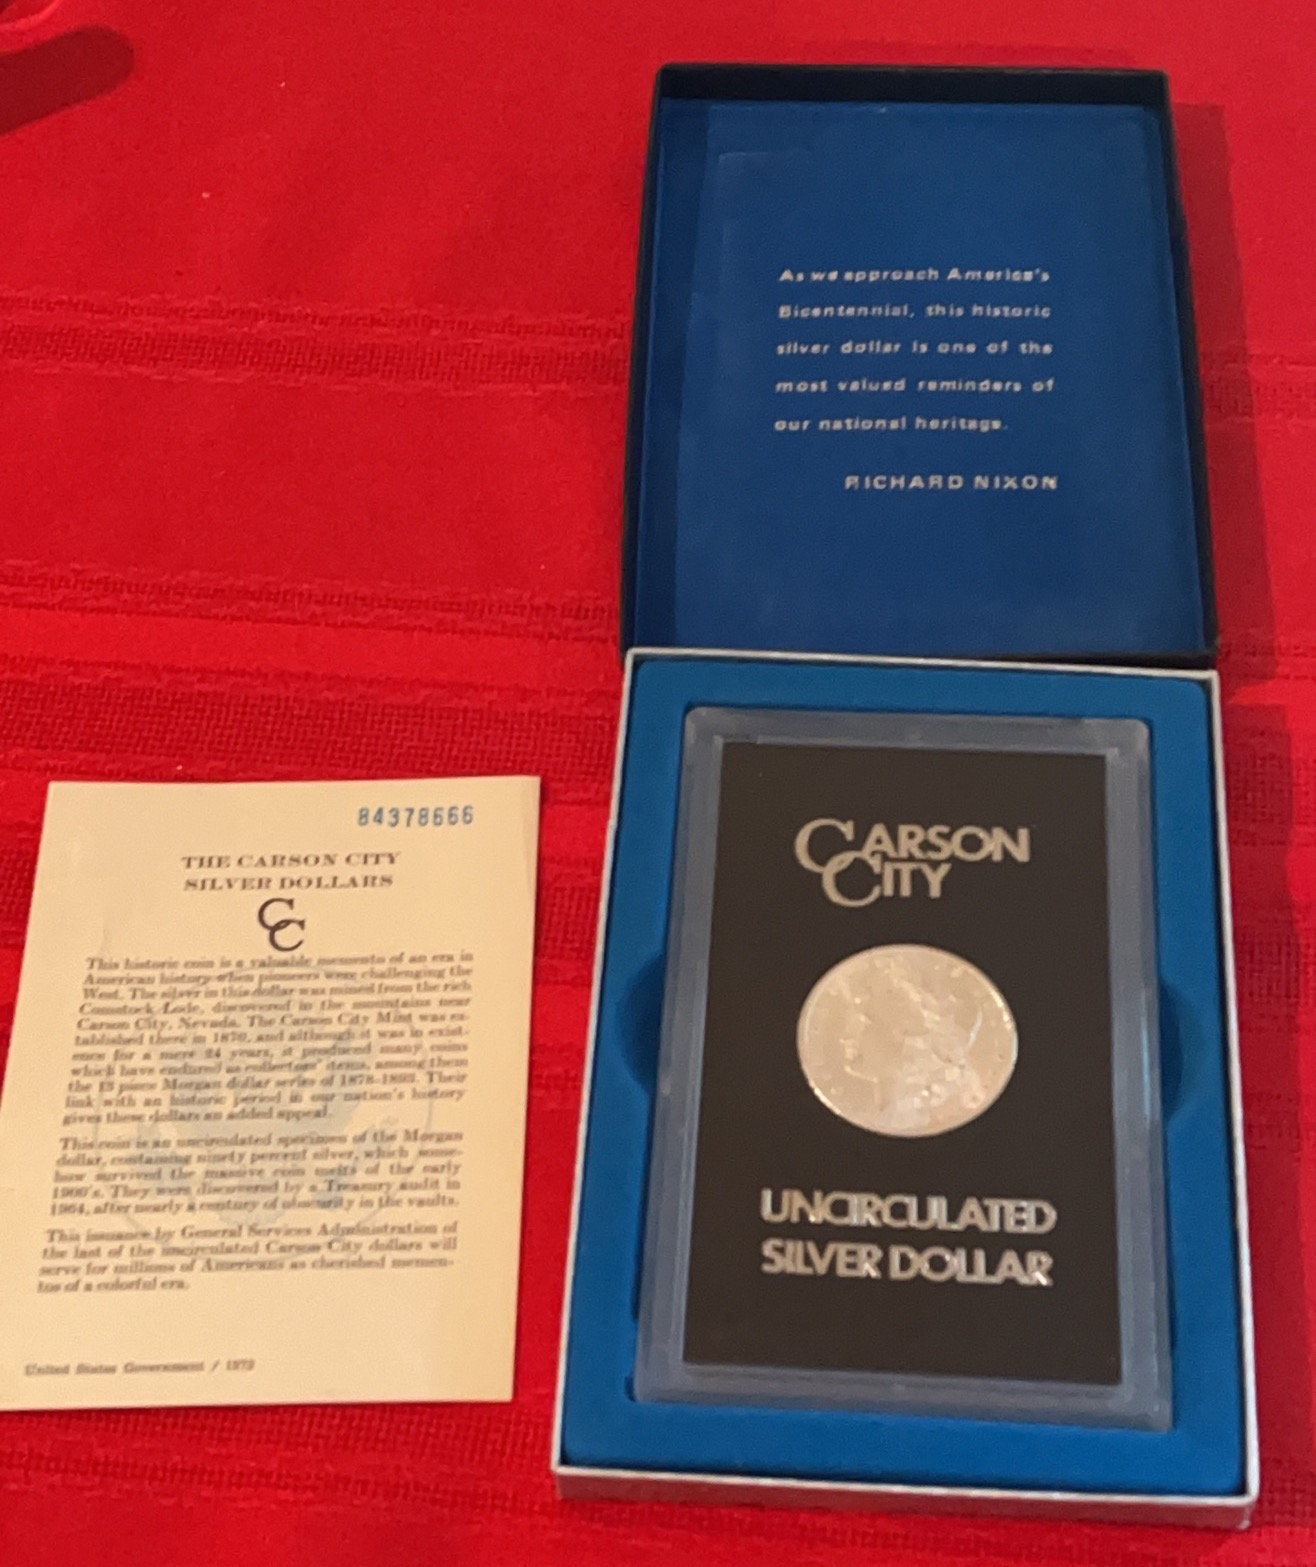 84378666
THE CARSON CITY
SILVER DOLLARS
CC
This historic coin is a valuable memento of an era in
American history when pioneers were challenging the
West. The silver in this dollar was mined from the rich
Comstock Lode, discovered in the mountains near
Carson City, Nevada. The Carson City Mint was es-
tablished there in 1870, and although it was in exist-
ence for a mere 24 years, it produced many coins
which have endured as collectors' items, among them
the 13 piece Morgan dollar series of 1878-1893. Their
link with an historic period in our nation's history
gives these dollars an added appeal.
This coin is an uncirculated specimen of the Morgan
dollar, containing ninety percent silver, which some-
how survived the massive coin melts of the early
1900's. They were discovered by a Treasury audit in
1964, after nearly a century of obscurity in the vaults.
This issuance by General Services Administration of
the last of the uncirculated Carson City dollars will
serve for millions of Americans as cherished memen-
tos of a colorful era.
United States Government /
As we approach America's
Bicentennial, this historic
silver dollar is one of the
most valued reminders of
our national heritage.
RICHARD NIXON
CARSON
CITY
UNCIRCULATED
SILVER DOLLAR